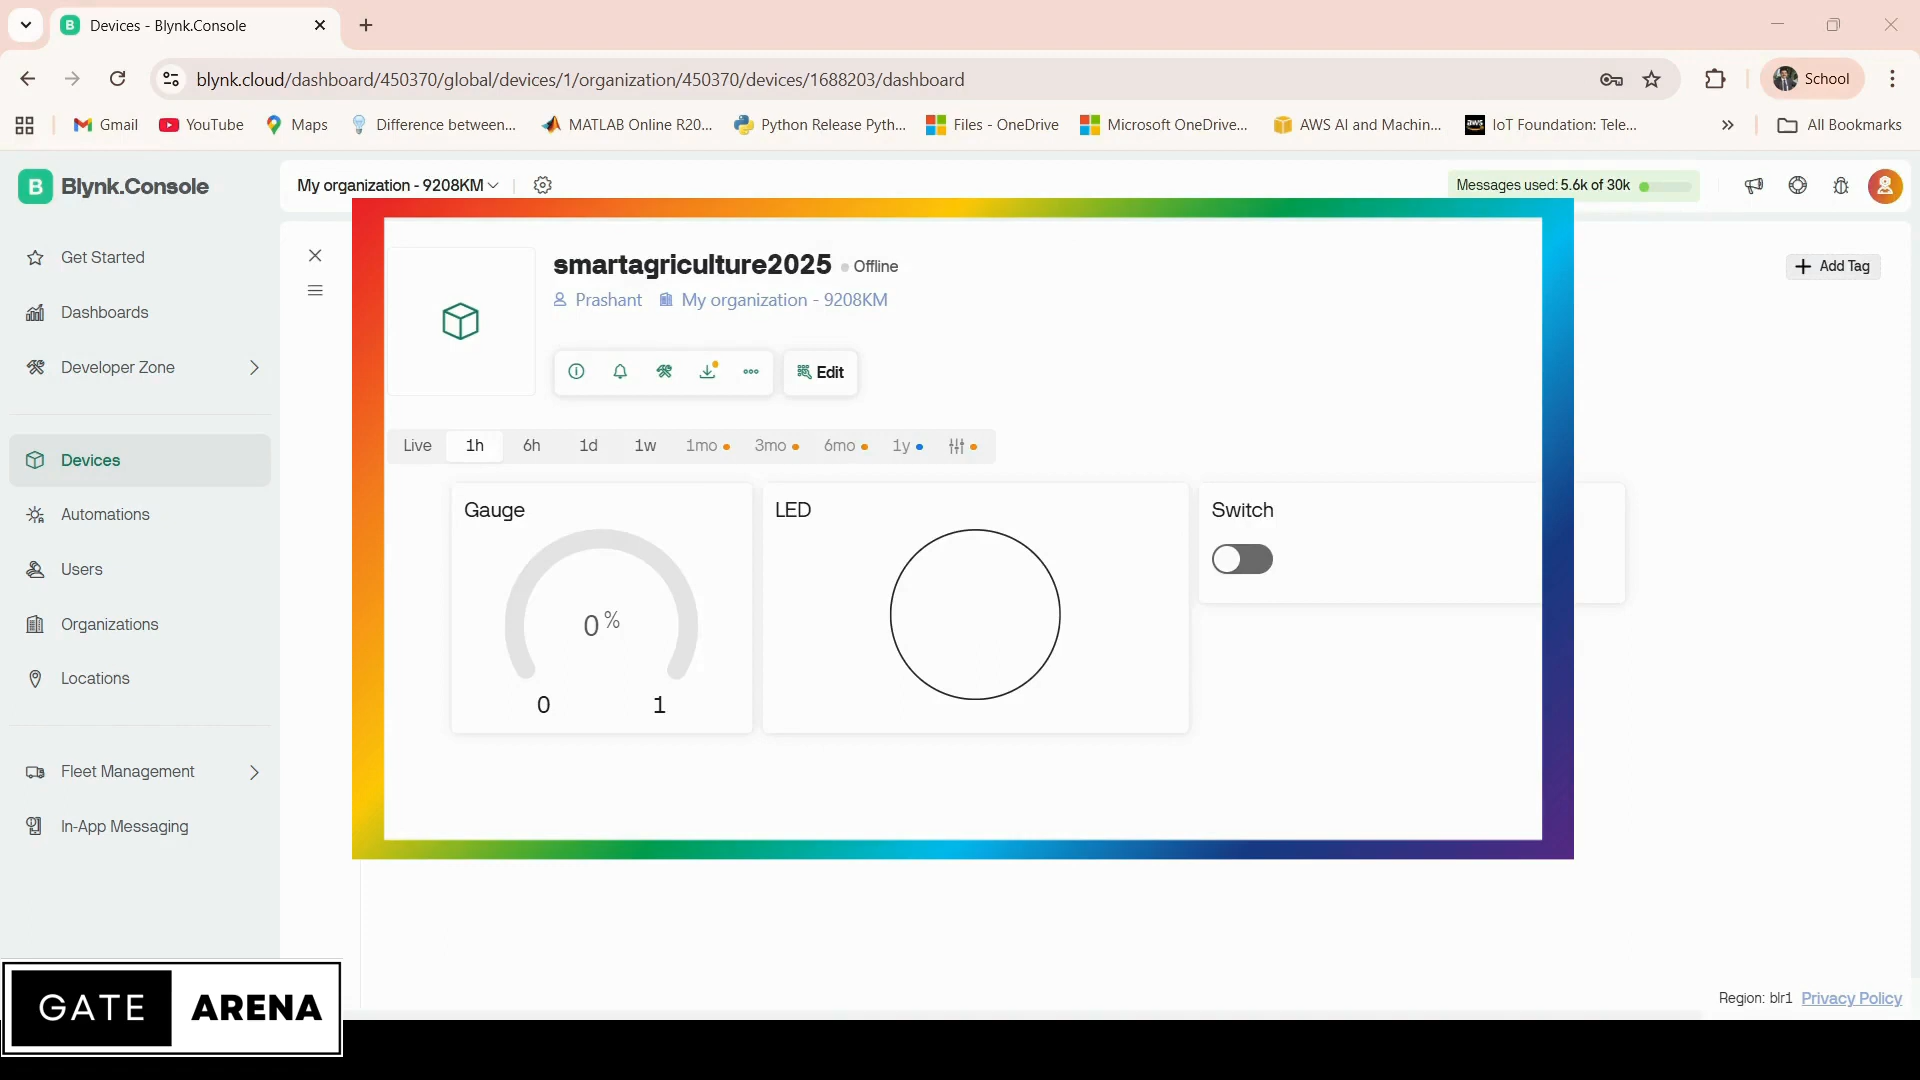 Devices - Blynk.Console
blynk.cloud/dashboard/450370/global/devices/1/organization/450370/devices/1688203/dashboard
School
Gmail
YouTube
Maps
Difference between...
MATLAB Online R20...
Python Release Pyth...
Files - OneDrive
Microsoft OneDrive...
AWS AI and Machin...
aws
IoT Foundation: Tele...
All Bookmarks
B Blynk.Console
My organization - 9208KM
Messages used: 5.6k of 30k
Get Started
Dashboards
Developer Zone
Devices
Automations
Users
Organizations
Locations
Fleet Management
In-App Messaging
smartagriculture2025 Offline
Prashant My organization - 9208KM
Add Tag
Edit
Live 1h 6h 1d 1w 1mo 3mo 6mo 1y
Gauge
0 %
0 1
LED
Switch
Region: blr1 Privacy Policy
GATE ARENA